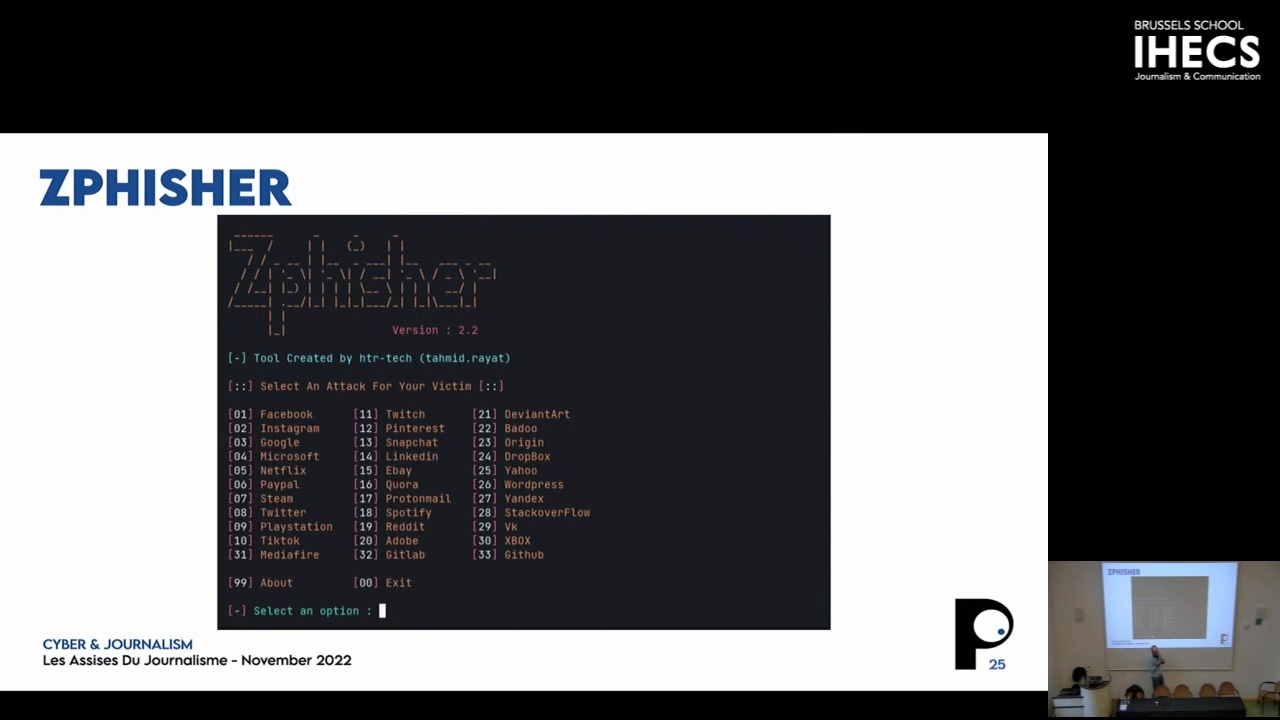 BRUSSELS SCHOOL
IHECS
Journalism & Communication
ZPHISHER
Version : 2.2
[-] Tool Created by htr-tech (tahmid.rayat)
[::] Select An Attack For Your Victim [::]
[01] Facebook [11] Twitch [21] DeviantArt
[02] Instagram [12] Pinterest [22] Badoo
[03] Google [13] Snapchat [23] Origin
[04] Microsoft [14] Linkedin [24] DropBox
[05] Netflix [15] Ebay [25] Yahoo
[06] Paypal [16] Quora [26] Wordpress
[07] Steam [17] Protonmail [27] Yandex
[08] Twitter [18] Spotify [28] StackoverFlow
[09] Playstation [19] Reddit [29] Vk
[10] Tiktok [20] Adobe [30] XBOX
[31] Mediafire [32] Gitlab [33] Github
[99] About [00] Exit
[-] Select an option :
CYBER & JOURNALISM
Les Assises Du Journalisme - November 2022
P
25
ZPHISHER